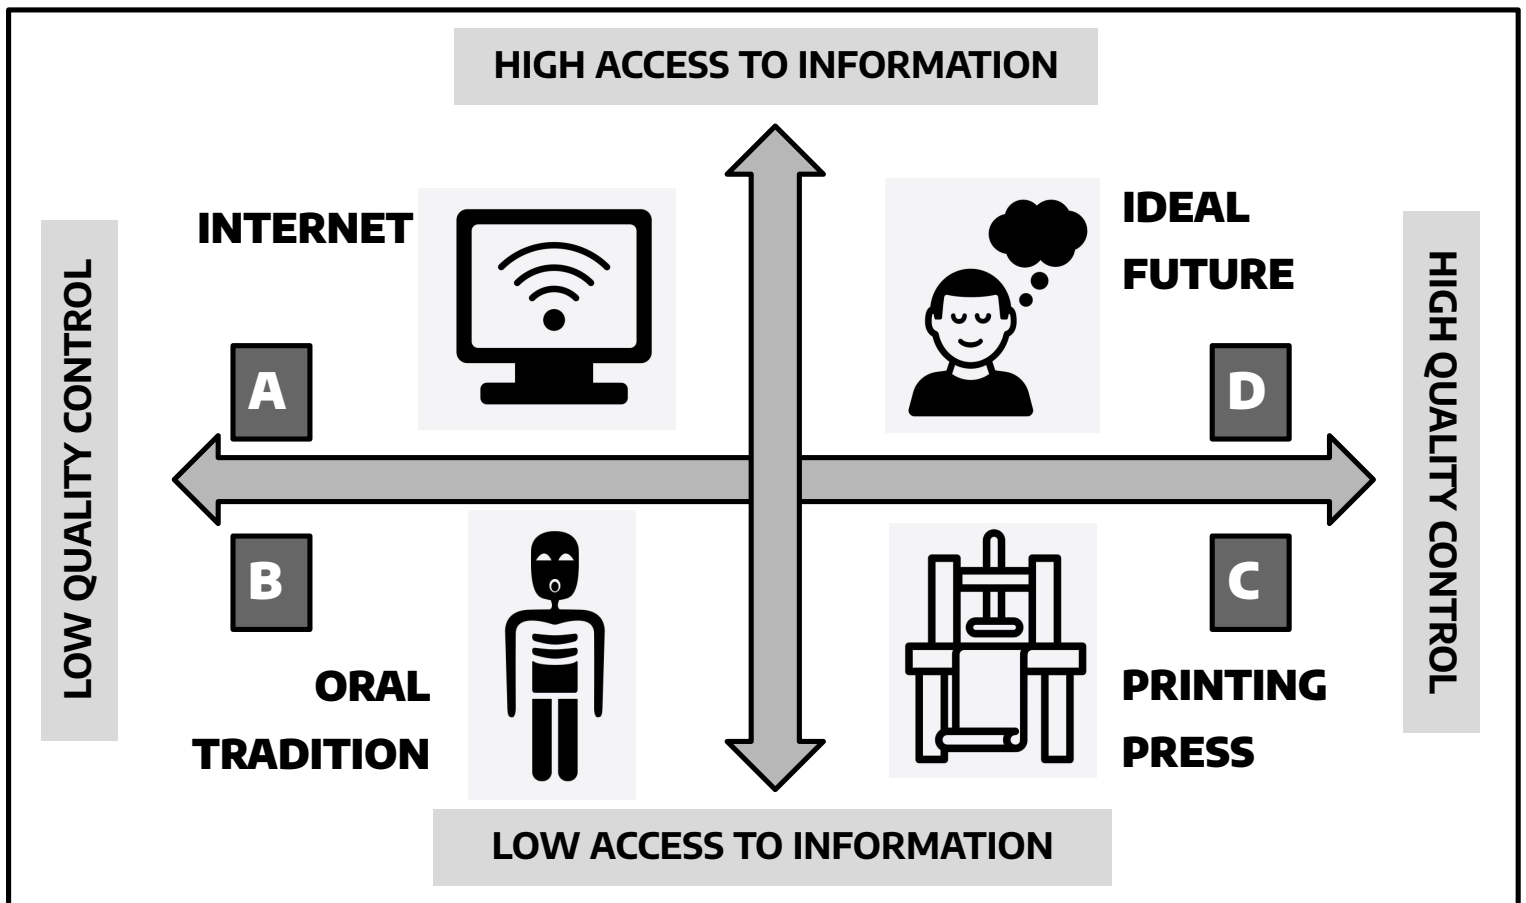 HIGH ACCESS TO INFORMATION
INTERNET
IDEAL
FUTURE
LOW QUALITY CONTROL
HIGH QUALITY CONTROL
A
D
B
C
ORAL
TRADITION
PRINTING
PRESS
LOW ACCESS TO INFORMATION